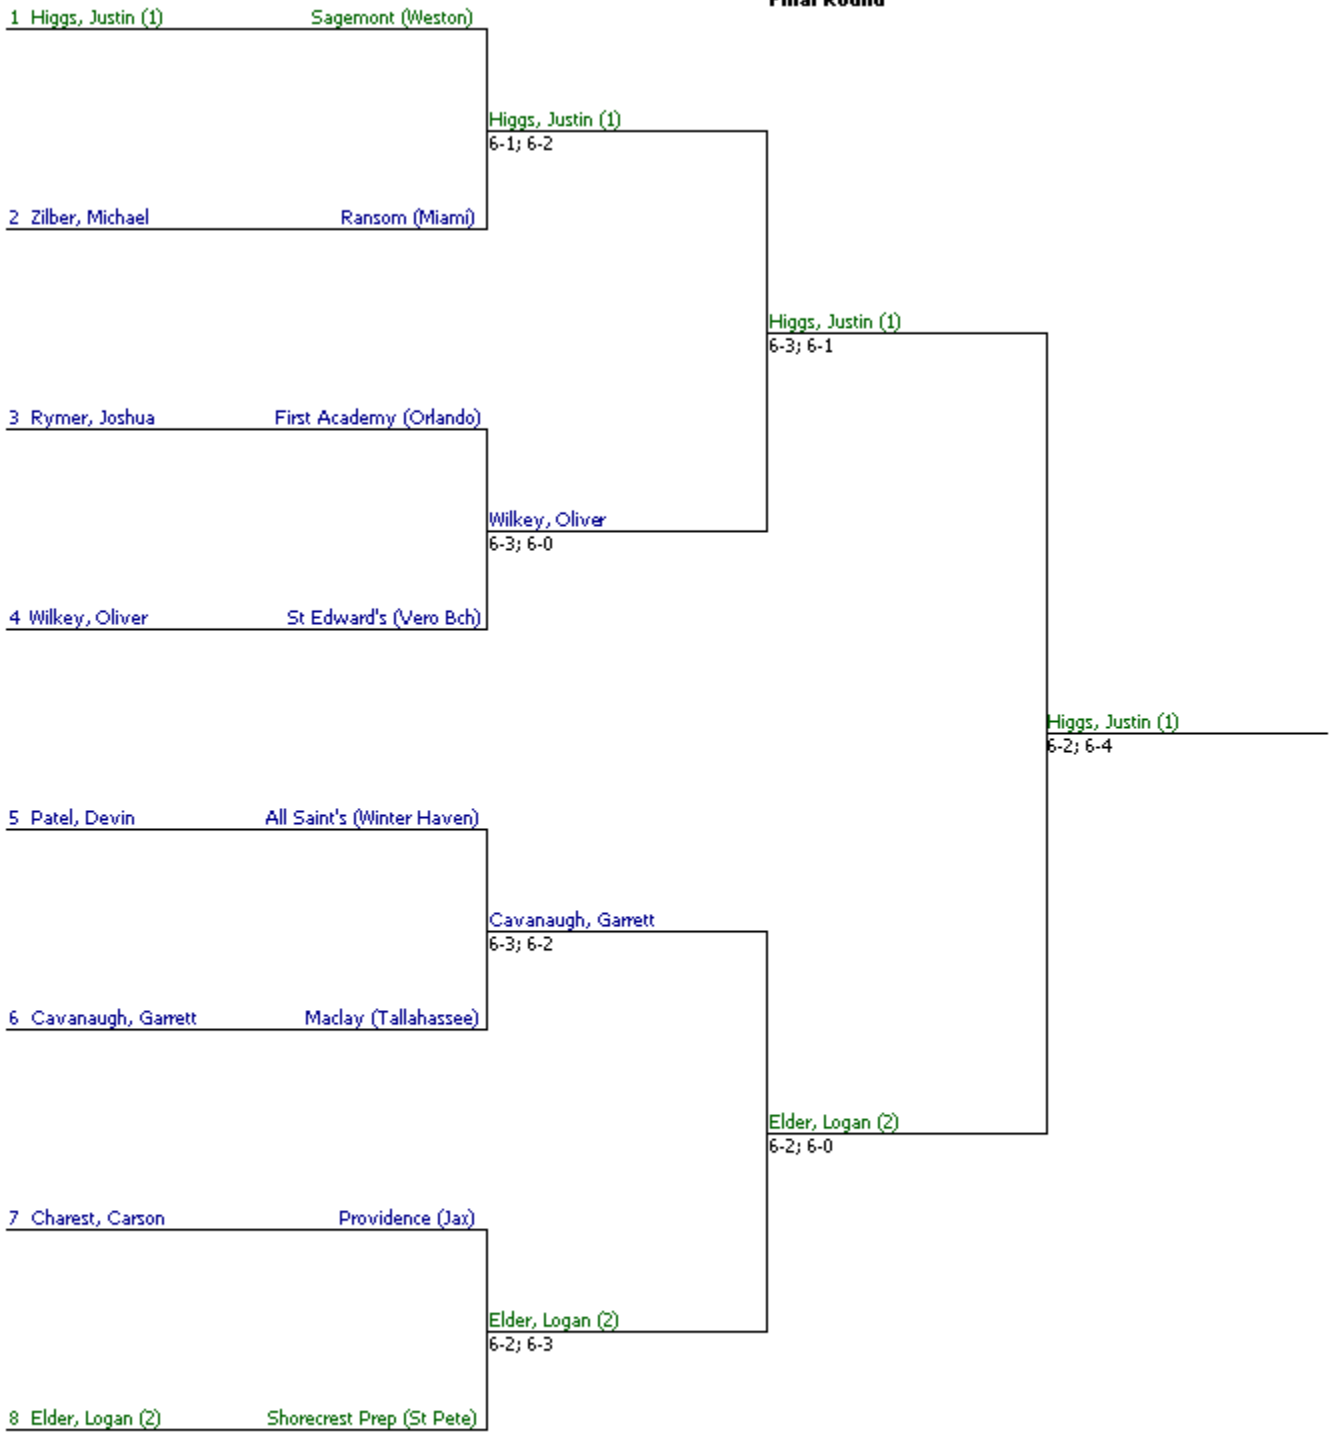 Final Round
1 Higgs, Justin (1) Sagemont (Weston)
Higgs, Justin (1)
6-1; 6-2
2 Zilber, Michael Ransom (Miami)
Higgs, Justin (1)
6-3; 6-1
3 Rymer, Joshua First Academy (Orlando)
Wilkey, Oliver
6-3; 6-0
4 Wilkey, Oliver St Edward's (Vero Bch)
Higgs, Justin (1)
6-2; 6-4
5 Patel, Devin All Saint's (Winter Haven)
Cavanaugh, Garrett
6-3; 6-2
6 Cavanaugh, Garrett Maclay (Tallahassee)
Elder, Logan (2)
6-2; 6-0
7 Charest, Carson Providence (Jax)
Elder, Logan (2)
6-2; 6-3
8 Elder, Logan (2) Shorecrest Prep (St Pete)